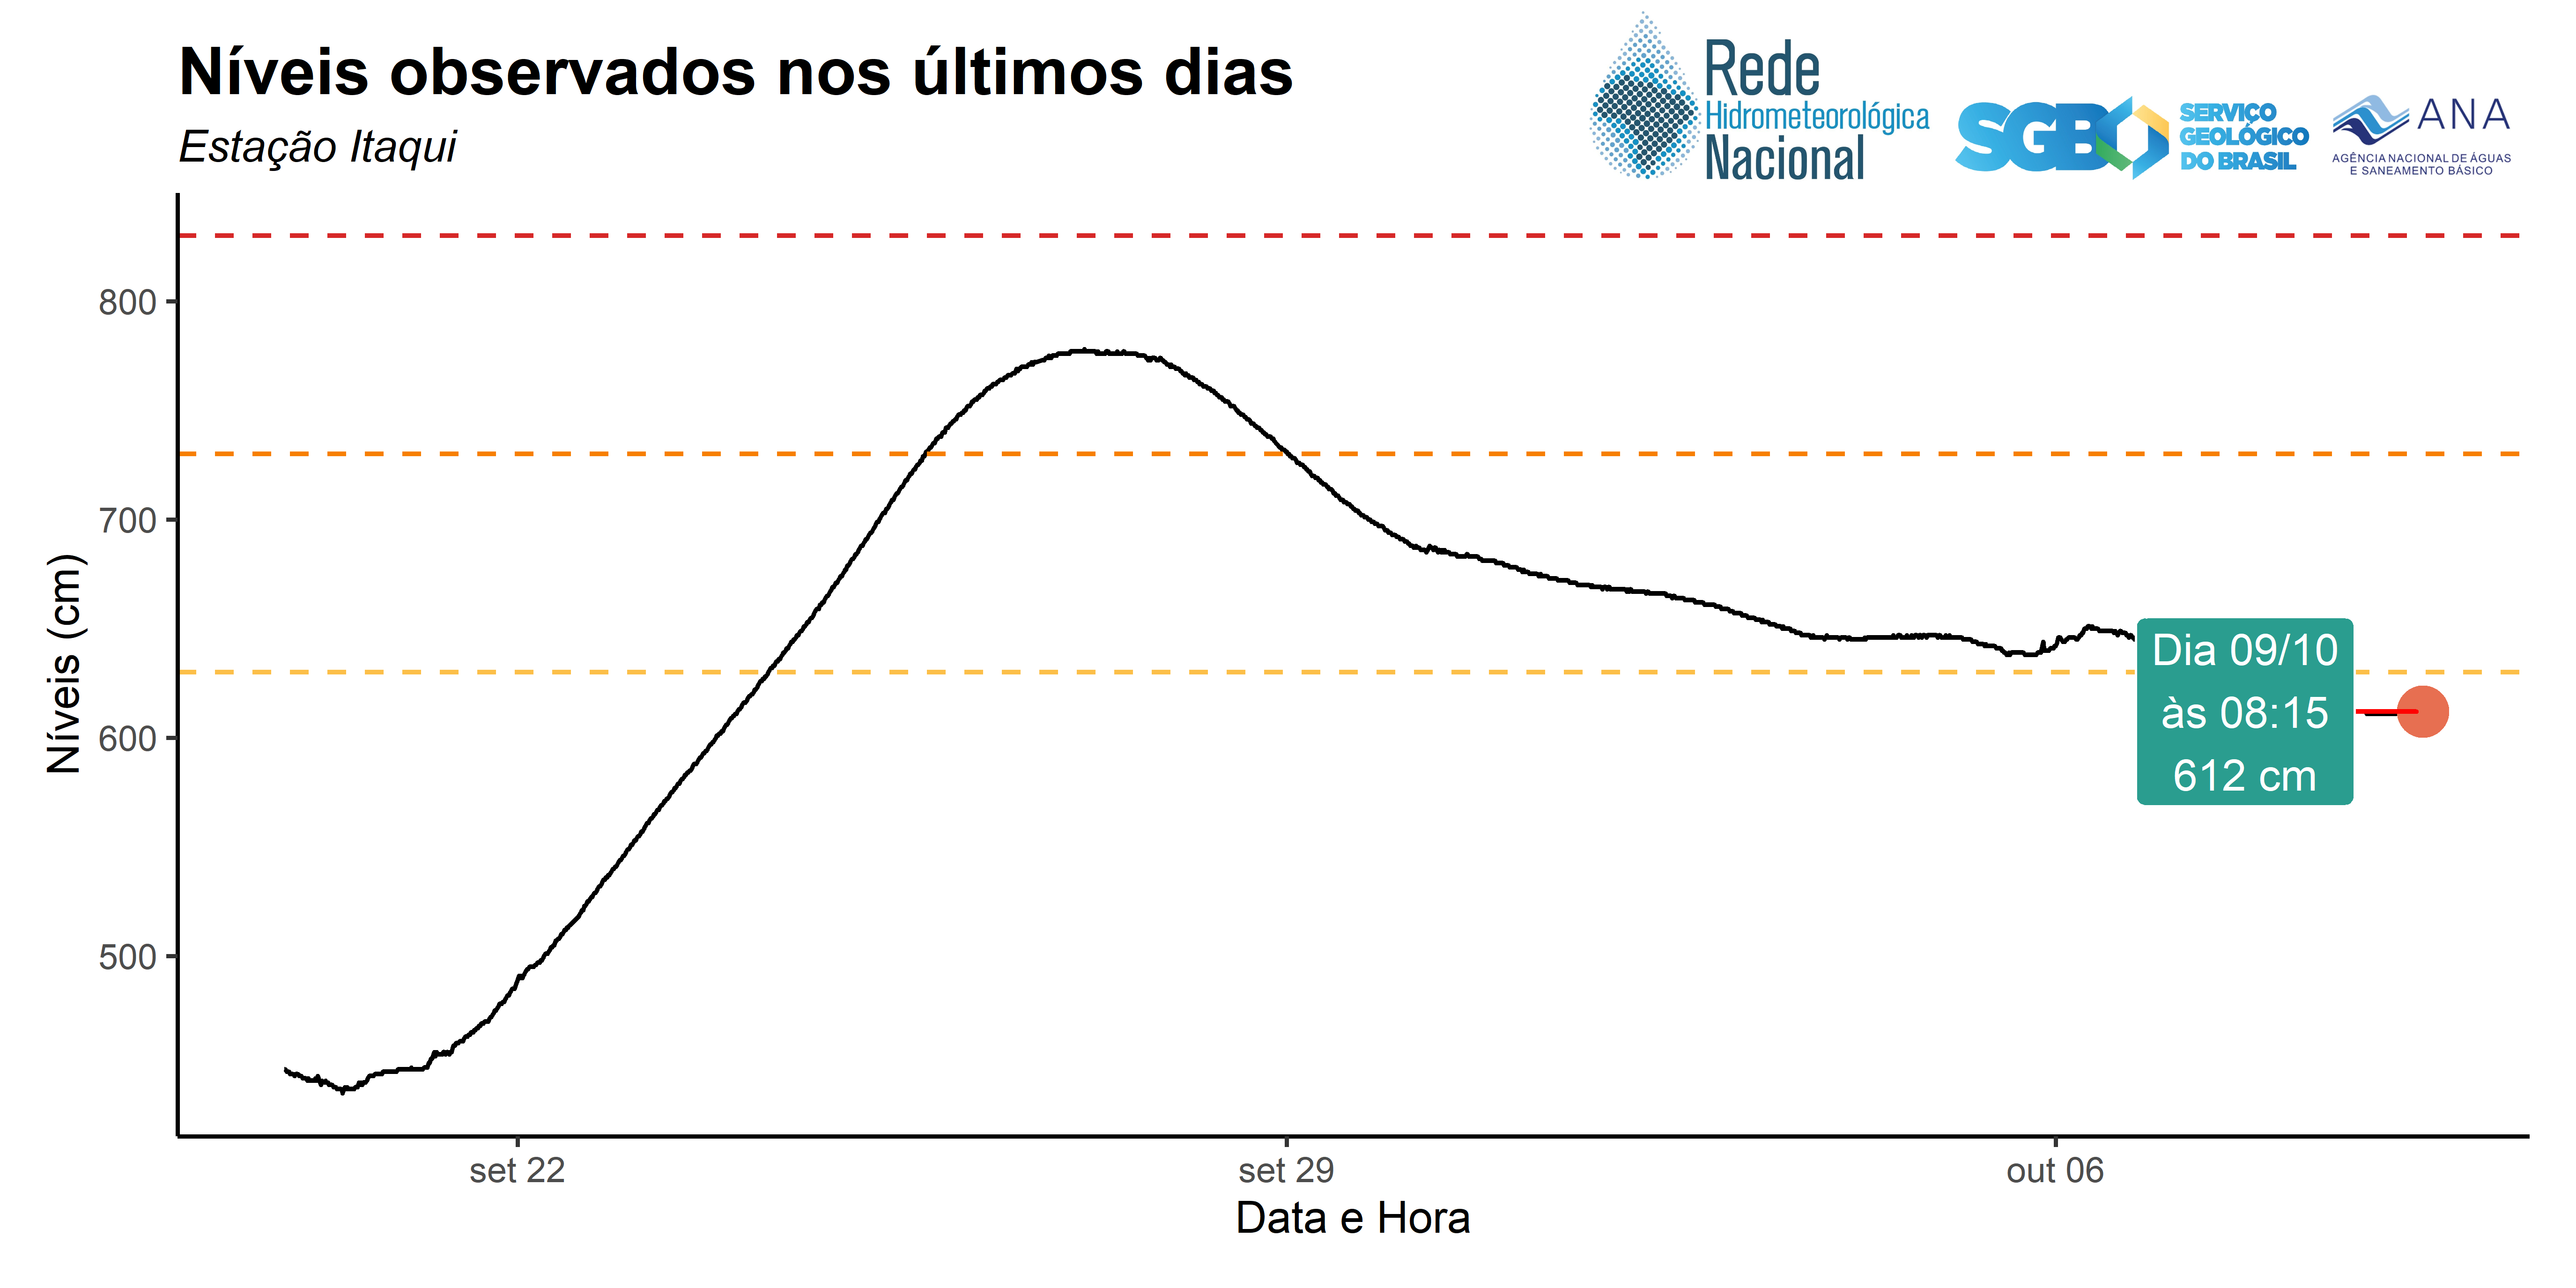 Níveis observados nos últimos dias
Estação Itaqui
Rede
Hidrometeorológica
Nacional
SGB
SERVIÇO
GEOLÓGICO
DO BRASIL
ANA
AGÊNCIA NACIONAL DE ÁGUAS
E SANEAMENTO BÁSICO
Níveis (cm)
800
700
600
500
Dia 09/10
às 08:15
612 cm
set 22
set 29
out 06
Data e Hora